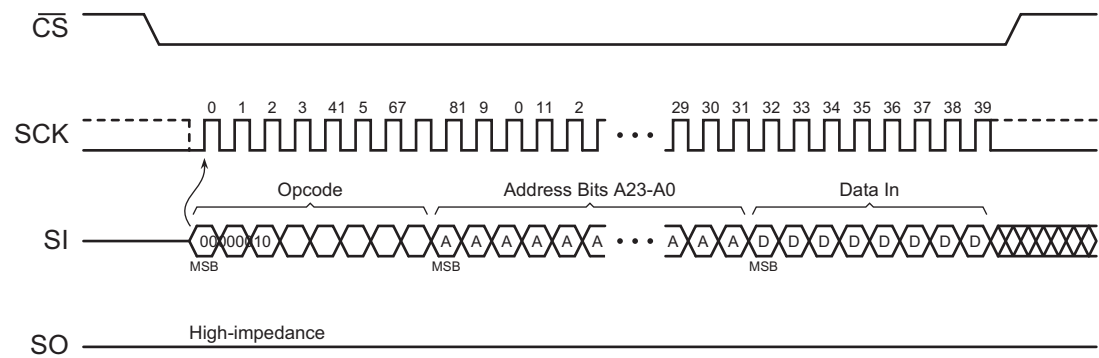 CS
0 1 2 3 41 5 67 81 9 0 11 2 29 30 31 32 33 34 35 36 37 38 39
SCK
Opcode Address Bits A23-A0 Data In
SI 00000010 A A A A A A A A A D D D D D D D D
MSB MSB MSB
High-impedance
SO